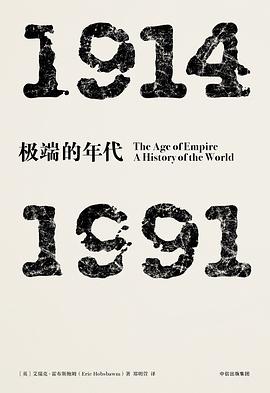 1914
极端的年代
The Age of Empire
A History of the World
1991
[英] 艾瑞克·霍布斯鲍姆（Eric Hobsbawm）著 郑明萱 译
中信出版集团